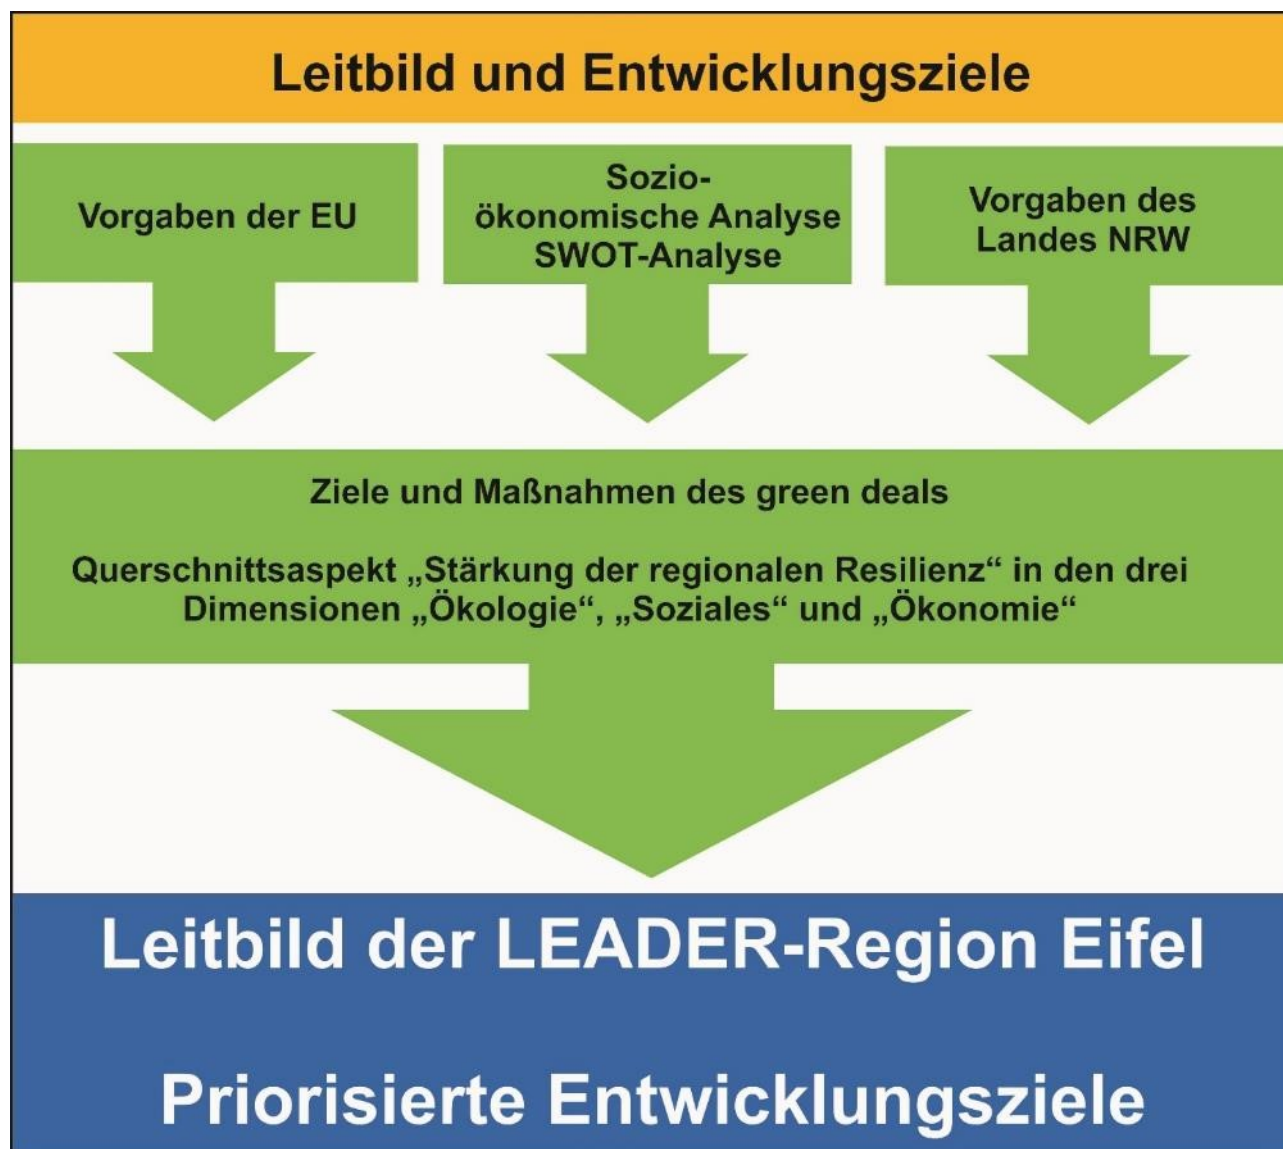 Leitbild und Entwicklungsziele
Vorgaben der EU
Sozio-
ökonomische Analyse
SWOT-Analyse
Vorgaben des
Landes NRW
Ziele und Maßnahmen des green deals
Querschnittsaspekt „Stärkung der regionalen Resilienz“ in den drei
Dimensionen „Ökologie“, „Soziales“ und „Ökonomie“
Leitbild der LEADER-Region Eifel
Priorisierte Entwicklungsziele